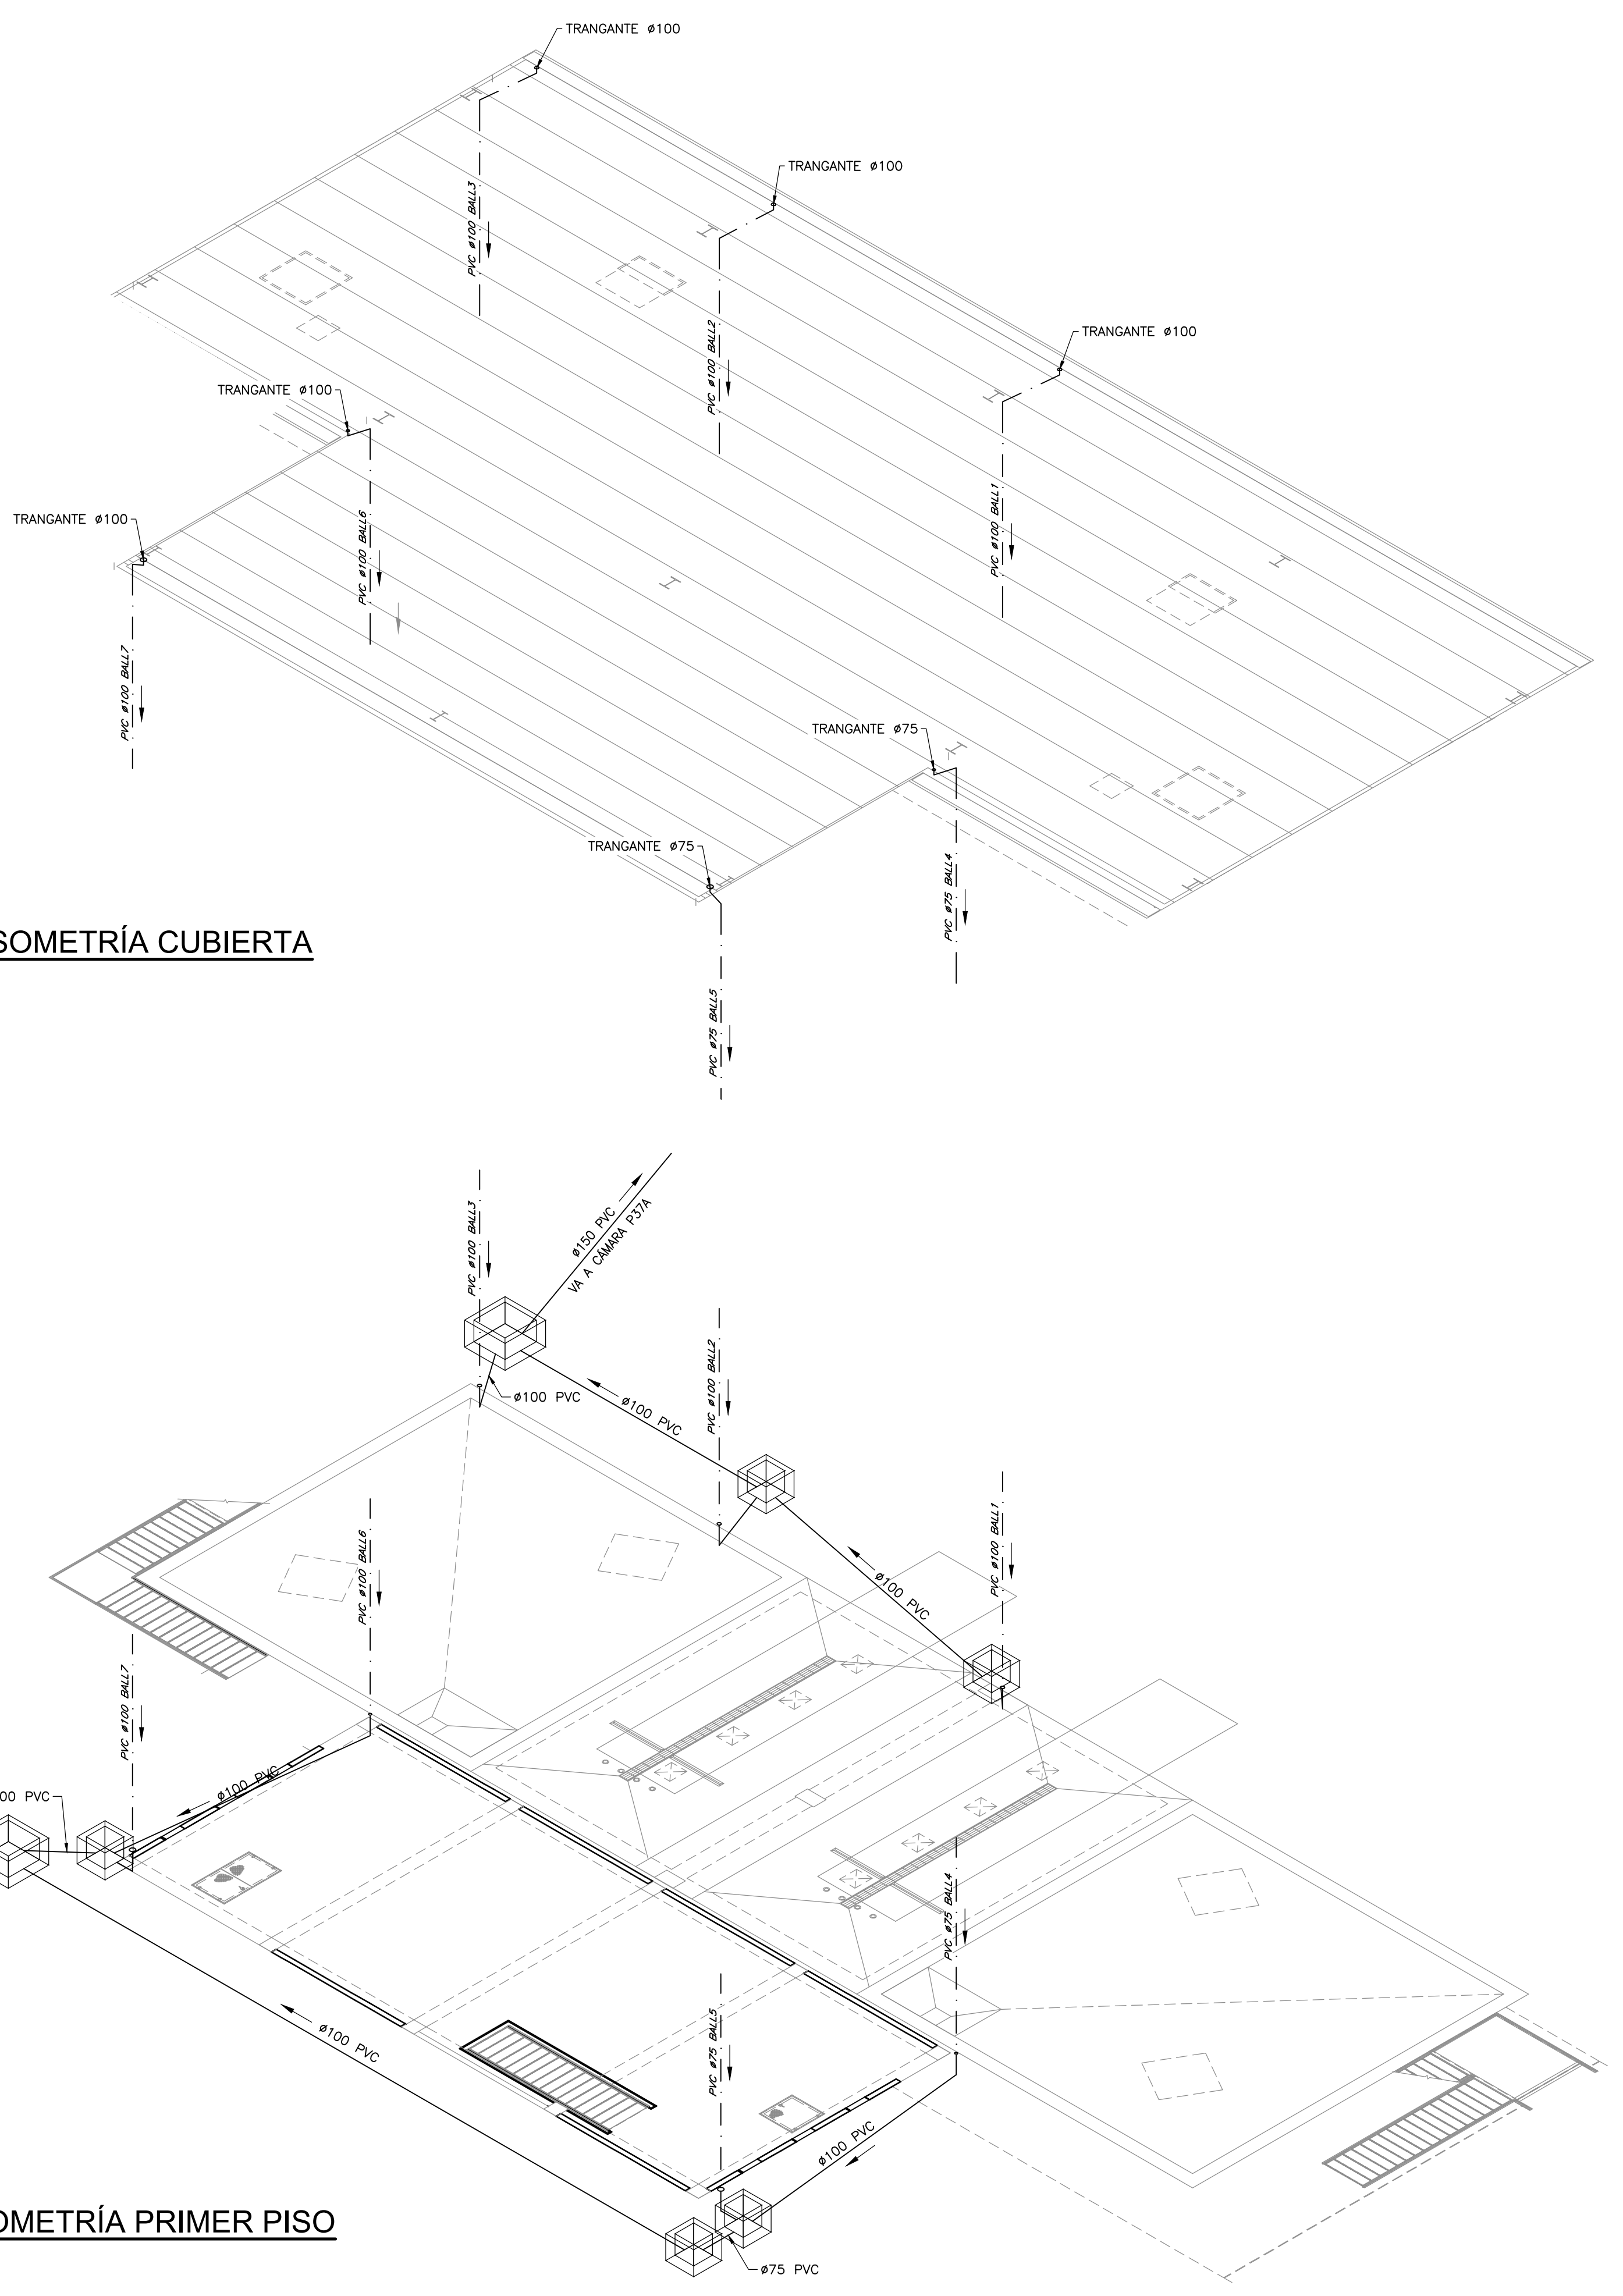 TRANGANTE ø100
TRANGANTE ø100
PVC ø100 BALL3
TRANGANTE ø100
PVC ø100 BALL2
TRANGANTE ø100
PVC ø100 BALL1
TRANGANTE ø100
PVC ø100 BALL6
PVC ø100 BALL7
TRANGANTE ø75
TRANGANTE ø75
PVC ø75 BALL4
SOMETRÍA CUBIERTA
PVC ø75 BALL5
PVC ø100 BALL3
ø150 PVC
VA A CÁMARA P37A
PVC ø100 BALL2
ø100 PVC
ø100 PVC
PVC ø100 BALL1
PVC ø100 BALL6
ø100 PVC
PVC ø100 BALL7
ø100 PVC
00 PVC
PVC ø75 BALL4
PVC ø75 BALL5
ø100 PVC
ø100 PVC
OMETRÍA PRIMER PISO
ø75 PVC